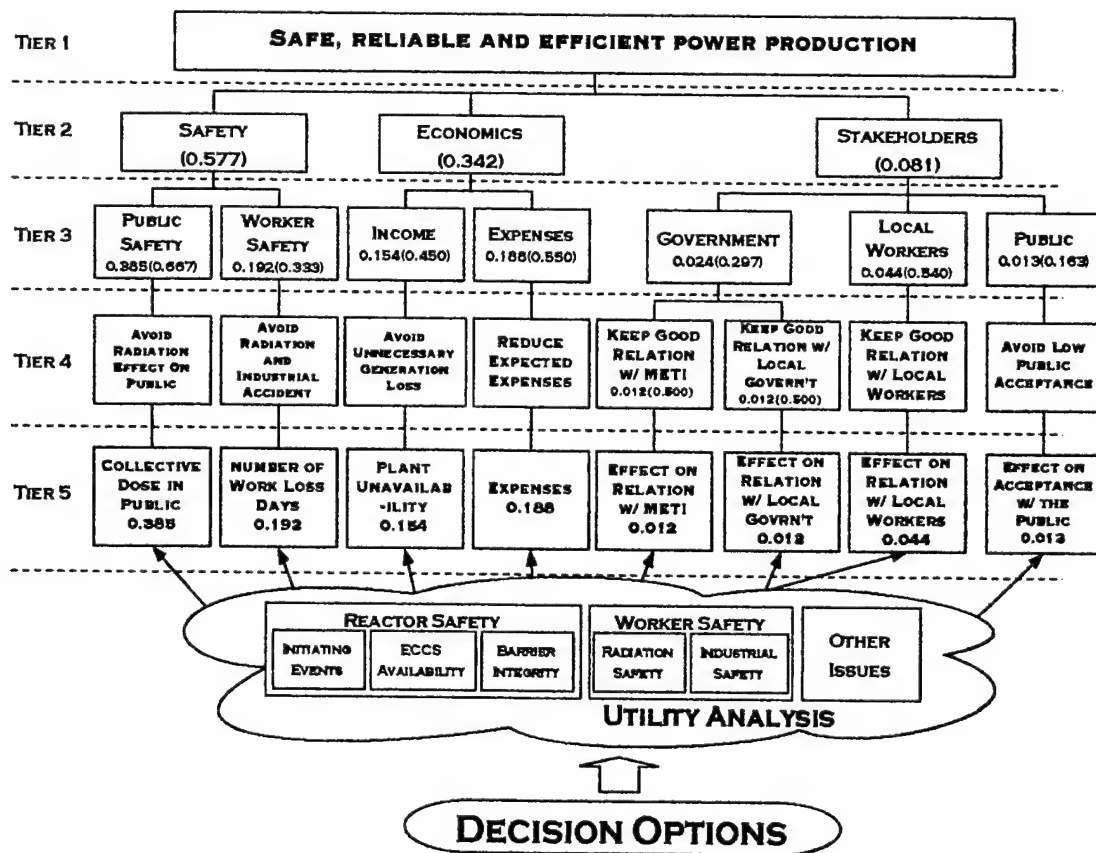 TIER 1
SAFE, RELIABLE AND EFFICIENT POWER PRODUCTION
TIER 2
SAFETY
(0.577)
ECONOMICS
(0.342)
STAKEHOLDERS
(0.081)
TIER 3
PUBLIC
SAFETY
0.385(0.667)
WORKER
SAFETY
0.192(0.333)
INCOME
0.154(0.450)
EXPENSES
0.188(0.550)
GOVERNMENT
0.024(0.297)
LOCAL
WORKERS
0.044(0.540)
PUBLIC
0.013(0.163)
TIER 4
AVOID
RADIATION
EFFECT ON
PUBLIC
AVOID
RADIATION
AND
INDUSTRIAL
ACCIDENT
AVOID
UNNECESSARY
GENERATION
LOSS
REDUCE
EXPECTED
EXPENSES
KEEP GOOD
RELATION
W/ METI
0.012(0.500)
KEEP GOOD
RELATION W/
LOCAL
GOVERN'T
0.012(0.500)
KEEP GOOD
RELATION
W/ LOCAL
WORKERS
AVOID LOW
PUBLIC
ACCEPTANCE
TIER 5
COLLECTIVE
DOSE IN
PUBLIC
0.385
NUMBER OF
WORK LOSS
DAYS
0.192
PLANT
UNAVAILAB
-ILITY
0.154
EXPENSES
0.188
EFFECT ON
RELATION
W/ METI
0.012
EFFECT ON
RELATION
W/ LOCAL
GOVRN'T
0.012
EFFECT ON
RELATION
W/ LOCAL
WORKERS
0.044
EFFECT ON
ACCEPTANCE
W/ THE
PUBLIC
0.013
REACTOR SAFETY
INITIATING
EVENTS
ECCS
AVAILABILITY
BARRIER
INTEGRITY
WORKER SAFETY
RADIATION
SAFETY
INDUSTRIAL
SAFETY
OTHER
ISSUES
UTILITY ANALYSIS
DECISION OPTIONS